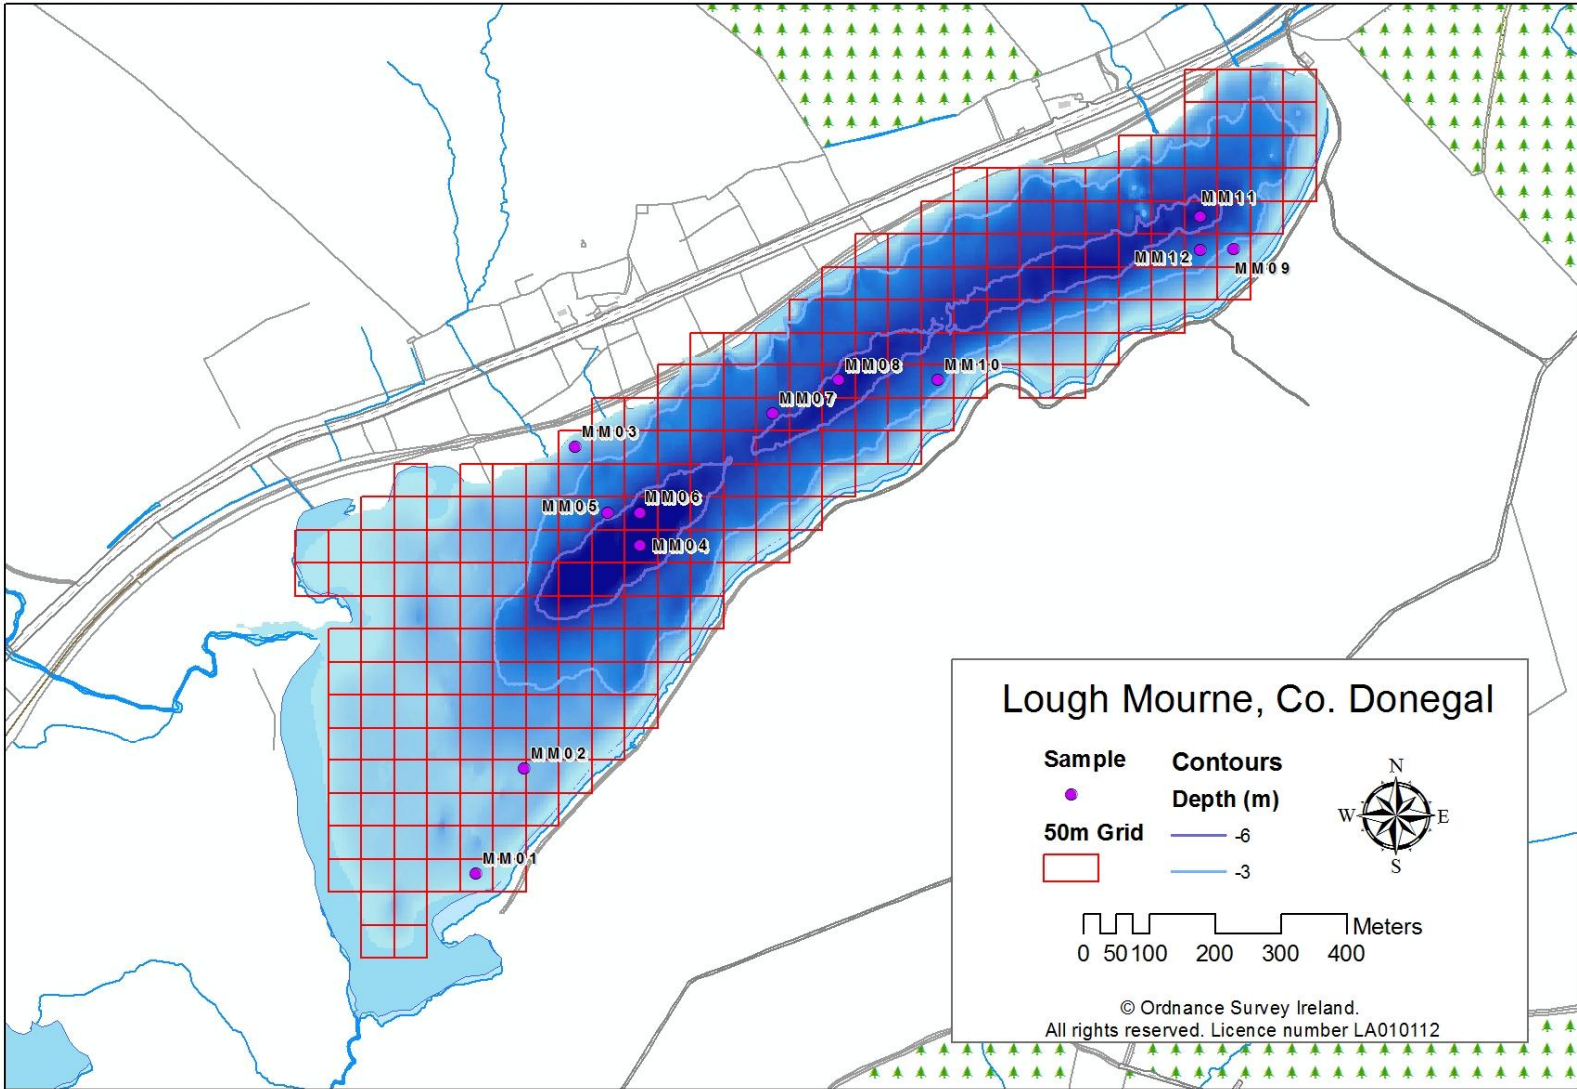 MM11
MM12
MM09
MM08
MM10
MM07
MM03
MM06
MM05
MM04
MM02
MM01
Lough Mourne, Co. Donegal
Sample
Contours
Depth (m)
50m Grid
-6
-3
N
W
E
S
Meters
0 50 100 200 300 400
© Ordnance Survey Ireland.
All rights reserved. Licence number LA010112